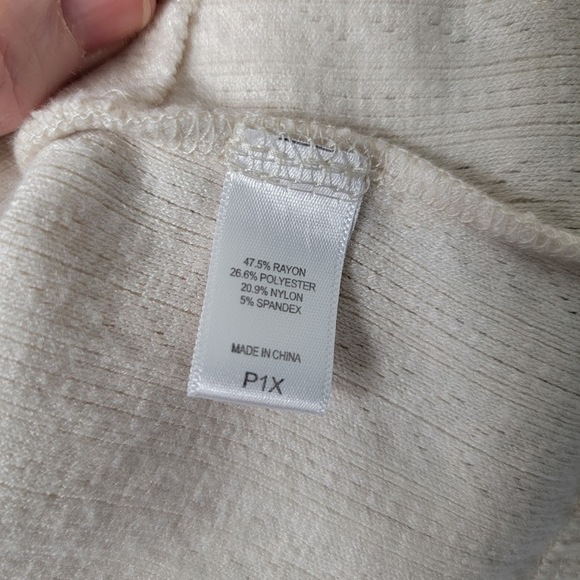 47.5% RAYON
26.6% POLYESTER
20.9% NYLON
5% SPANDEX
MADE IN CHINA
P1X